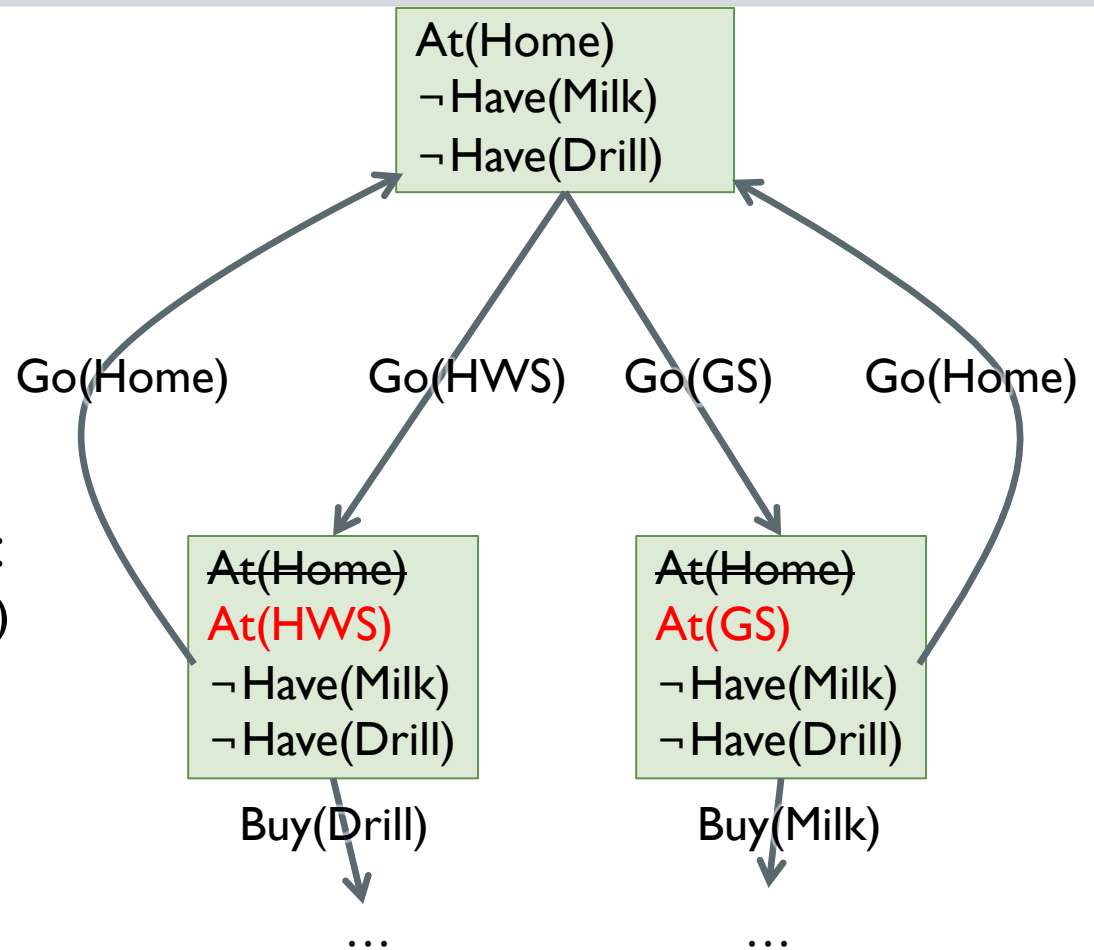 At(Home)
¬Have(Milk)
¬Have(Drill)
Go(Home) Go(HWS) Go(GS) Go(Home)
At(Home)
At(HWS)
¬Have(Milk)
¬Have(Drill)
At(Home)
At(GS)
¬Have(Milk)
¬Have(Drill)
Buy(Drill) Buy(Milk)
… …